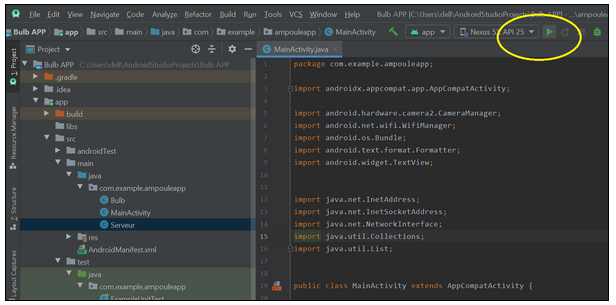 File Edit View Navigate Code Analyze Refactor Build Run Tools VCS Window Help Bulb APP [C:\Users\dell\AndroidStudioProjects\Bulb APP] - ...\ampouleap
Bulb APP app src main java com example ampouleapp MainActivity app Nexus 5X API 25
1: Project
Resource Manager
Z: Structure
Layout Captures
Project
Bulb APP C:\Users\dell\AndroidStudioProjects\Bulb APP
.gradle
.idea
app
build
libs
src
androidTest
main
java
com.example.ampouleapp
Bulb
MainActivity
Serveur
res
AndroidManifest.xml
test
java
com.example.ampouleapp
ExampleUnitTest
MainActivity.java
package com.example.ampouleapp;
2
3 import androidx.appcompat.app.AppCompatActivity;
4
5 import android.hardware.camera2.CameraManager;
6 import android.net.wifi.WifiManager;
7 import android.os.Bundle;
8 import android.text.format.Formatter;
9 import android.widget.TextView;
10
11
12 import java.net.InetAddress;
13 import java.net.InetSocketAddress;
14 import java.net.NetworkInterface;
15 import java.util.Collections;
16 import java.util.List;
17
18
19 public class MainActivity extends AppCompatActivity {